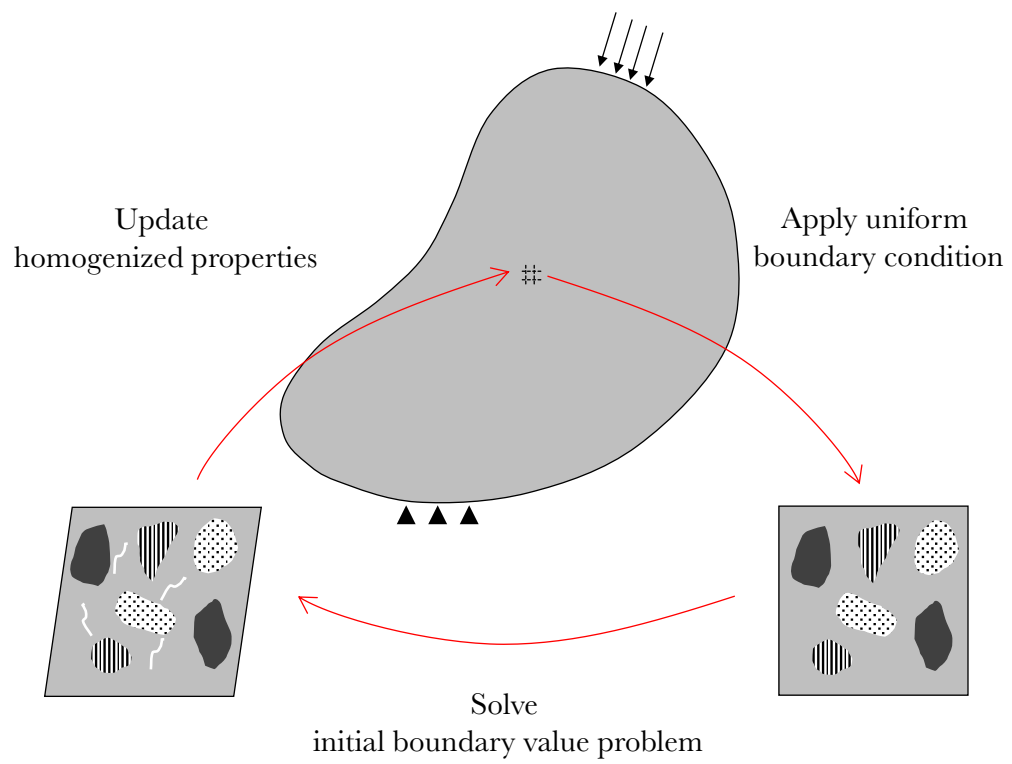 Update
homogenized properties
Apply uniform
boundary condition
Solve
initial boundary value problem